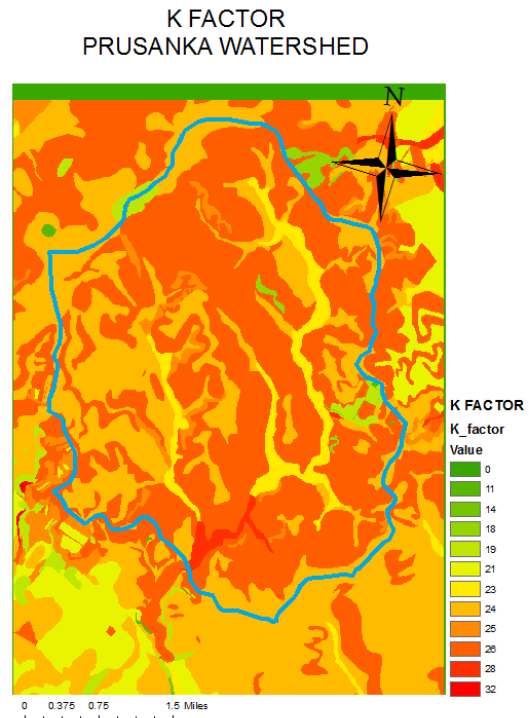 K FACTOR
PRUSANKA WATERSHED
N
K FACTOR
K_factor
Value
0
11
14
18
19
21
23
24
25
26
28
32
0 0.375 0.75 1.5 Miles